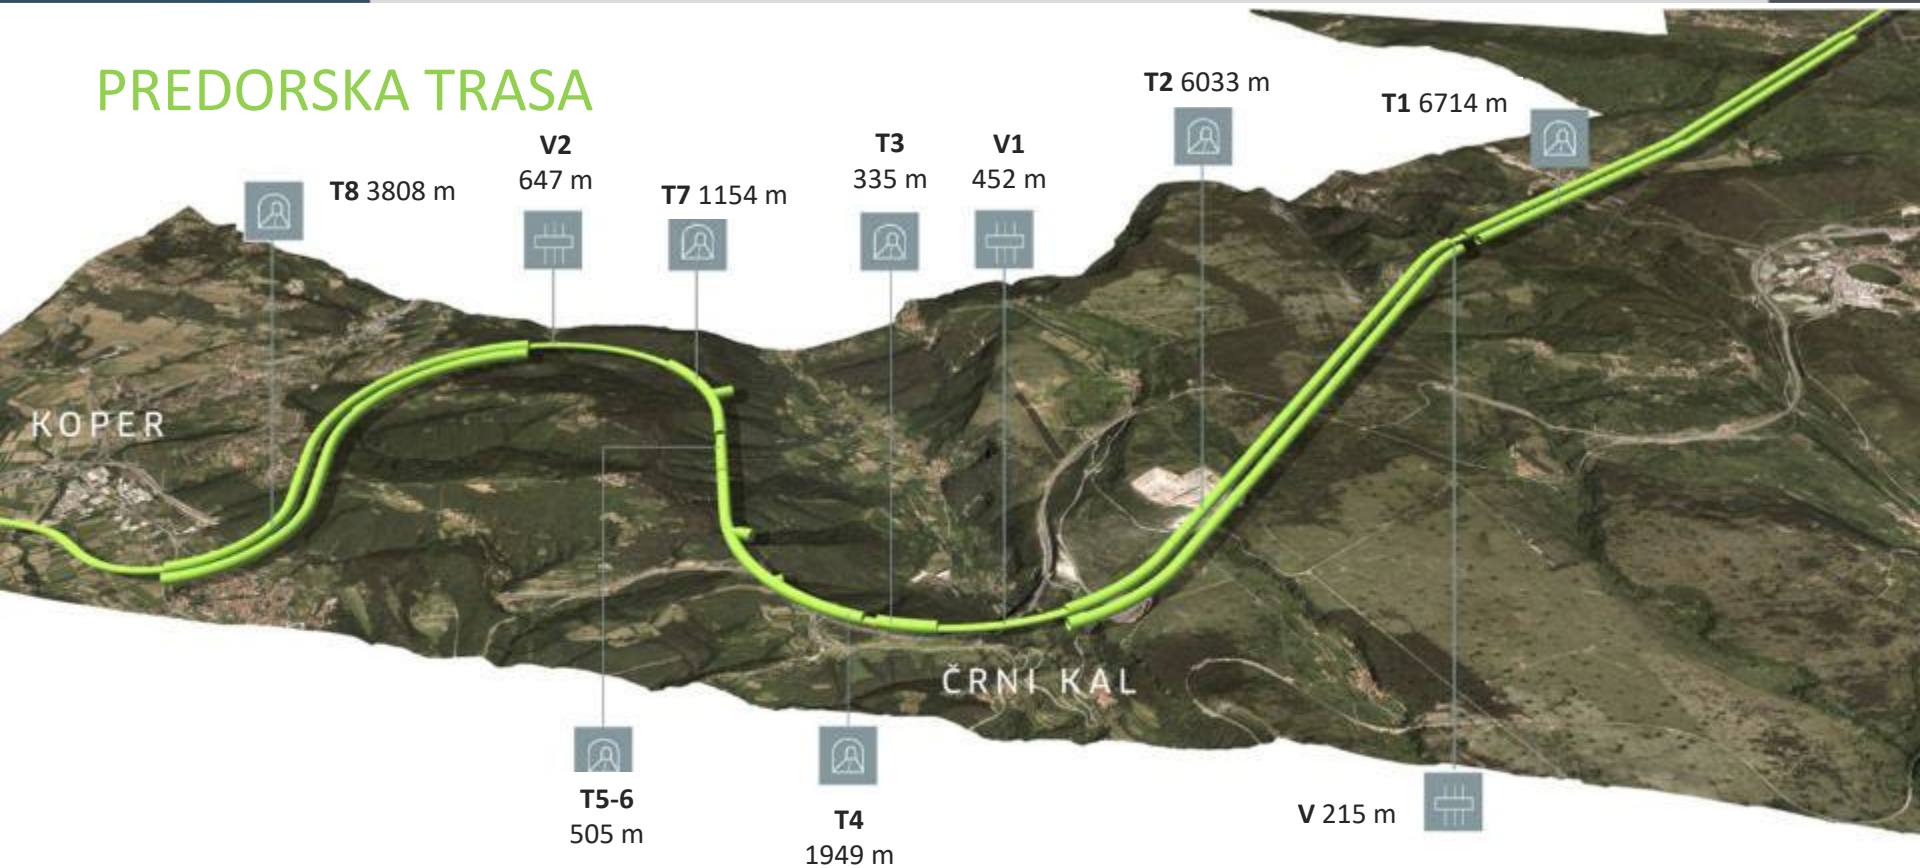 PREDORSKA TRASA
T8 3808 m
V2
647 m
T7 1154 m
T3
335 m
V1
452 m
T2 6033 m
T1 6714 m
KOPER
ČRNI KAL
T5-6
505 m
T4
1949 m
V 215 m